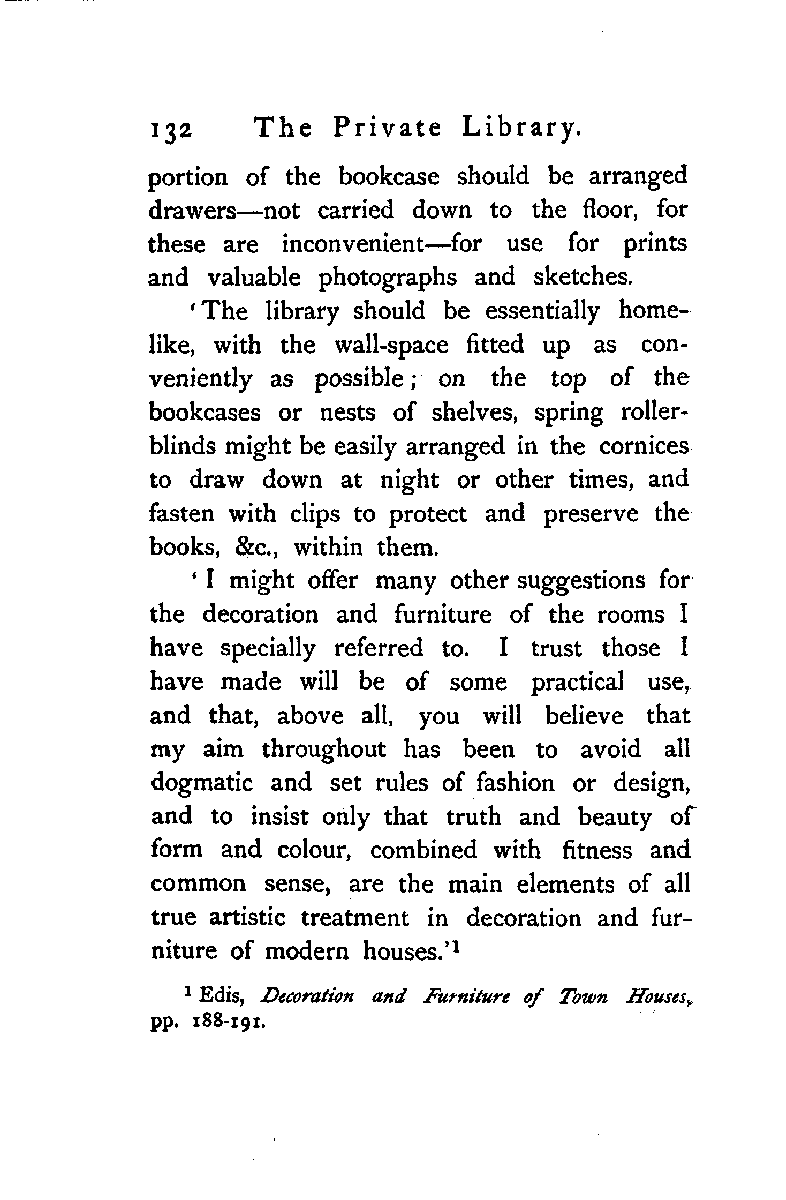 132 The Private Library.
portion of the bookcase should be arranged
drawers—not carried down to the floor, for
these are inconvenient—for use for prints
and valuable photographs and sketches.
‘The library should be essentially home-
like, with the wall-space fitted up as con-
veniently as possible; on the top of the
bookcases or nests of shelves, spring roller-
blinds might be easily arranged in the cornices
to draw down at night or other times, and
fasten with clips to protect and preserve the
books, &c., within them.
‘I might offer many other suggestions for
the decoration and furniture of the rooms I
have specially referred to. I trust those I
have made will be of some practical use,
and that, above all, you will believe that
my aim throughout has been to avoid all
dogmatic and set rules of fashion or design,
and to insist only that truth and beauty of
form and colour, combined with fitness and
common sense, are the main elements of all
true artistic treatment in decoration and fur-
niture of modern houses.’¹
¹ Edis, Decoration and Furniture of Town Houses,
pp. 188-191.